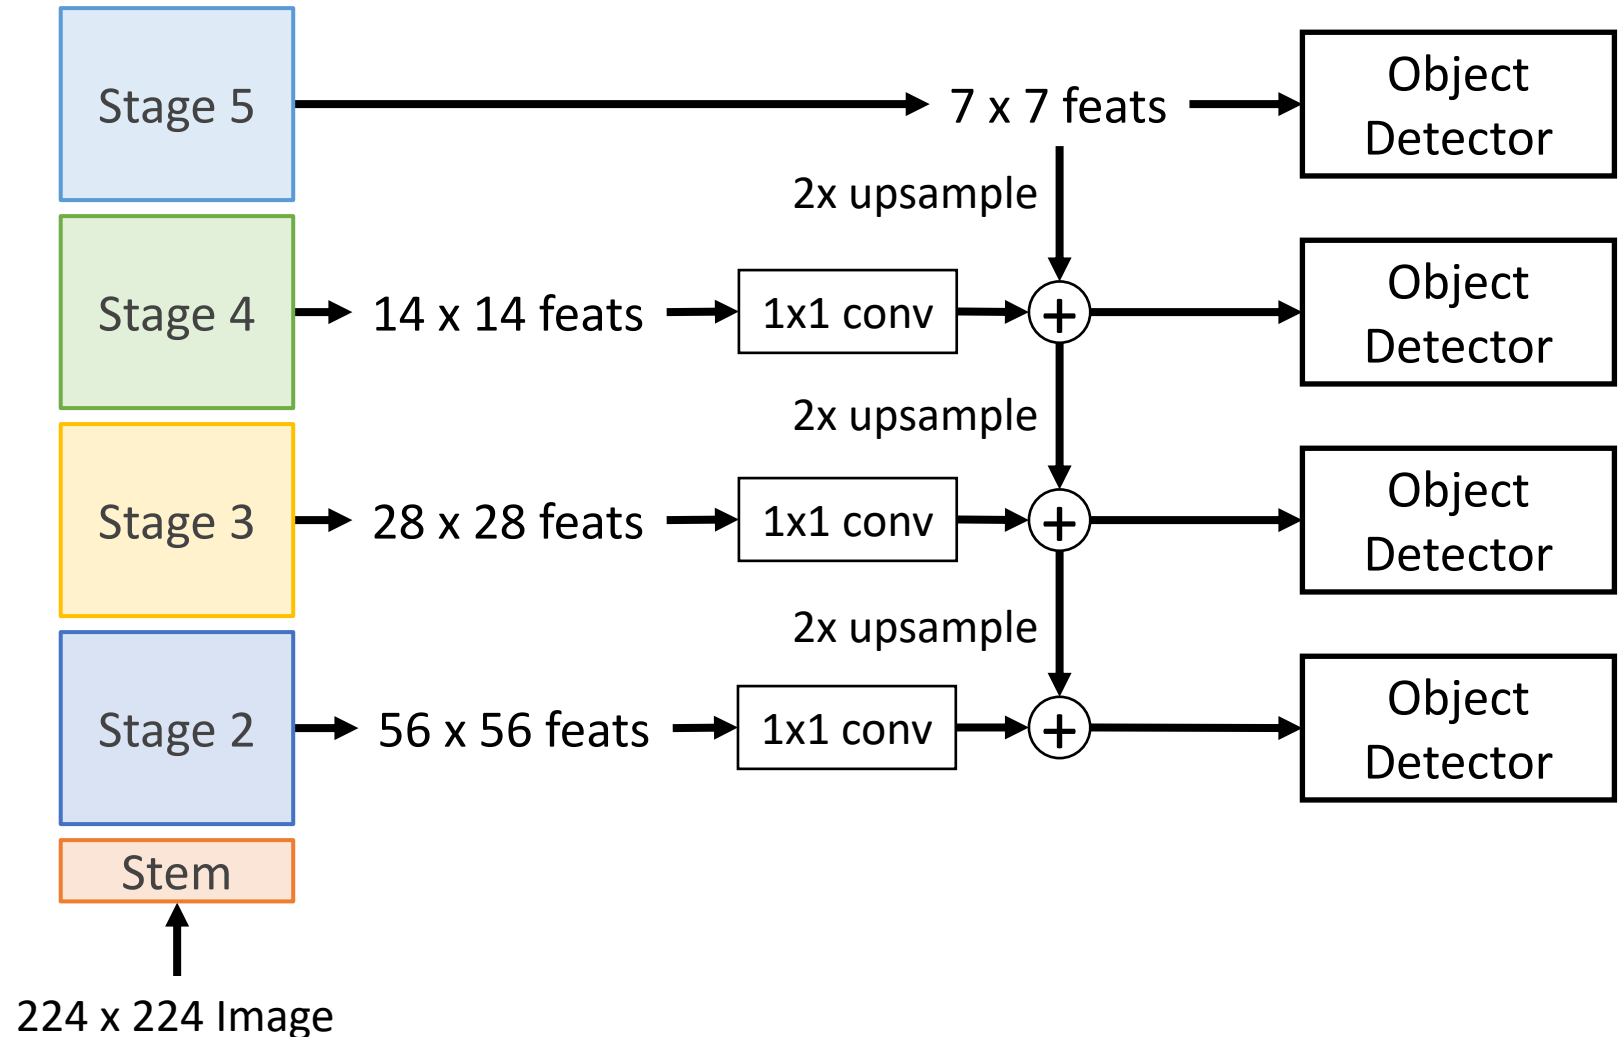 Stage 5
7 x 7 feats
Object
Detector
2x upsample
Stage 4
14 x 14 feats
1x1 conv
+
Object
Detector
2x upsample
Stage 3
28 x 28 feats
1x1 conv
+
Object
Detector
2x upsample
Stage 2
56 x 56 feats
1x1 conv
+
Object
Detector
Stem
224 x 224 Image